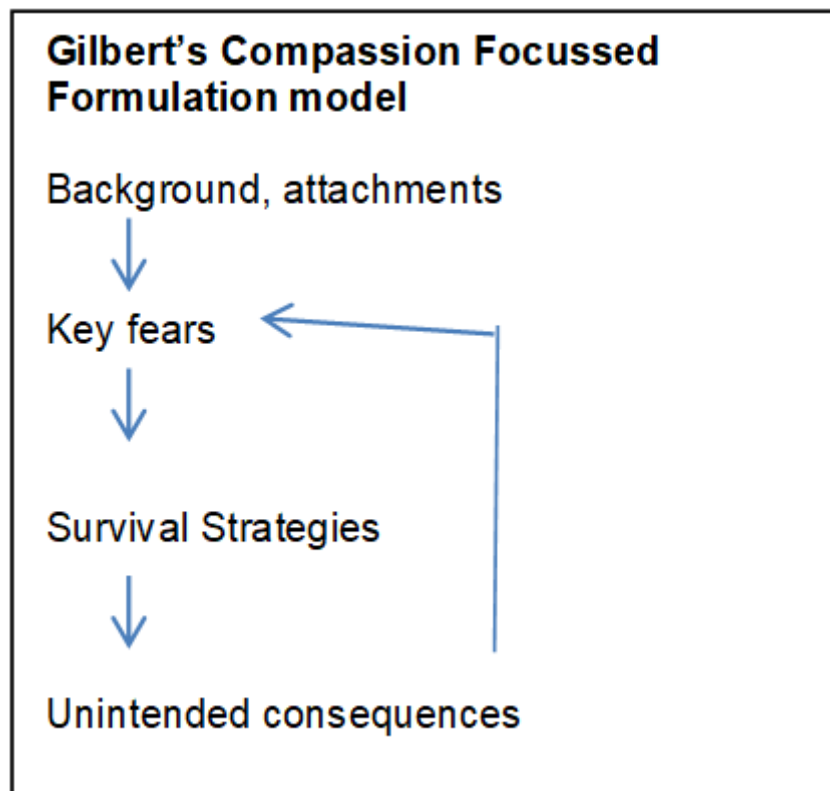 Gilbert’s Compassion Focussed
Formulation model
Background, attachments
Key fears
Survival Strategies
Unintended consequences